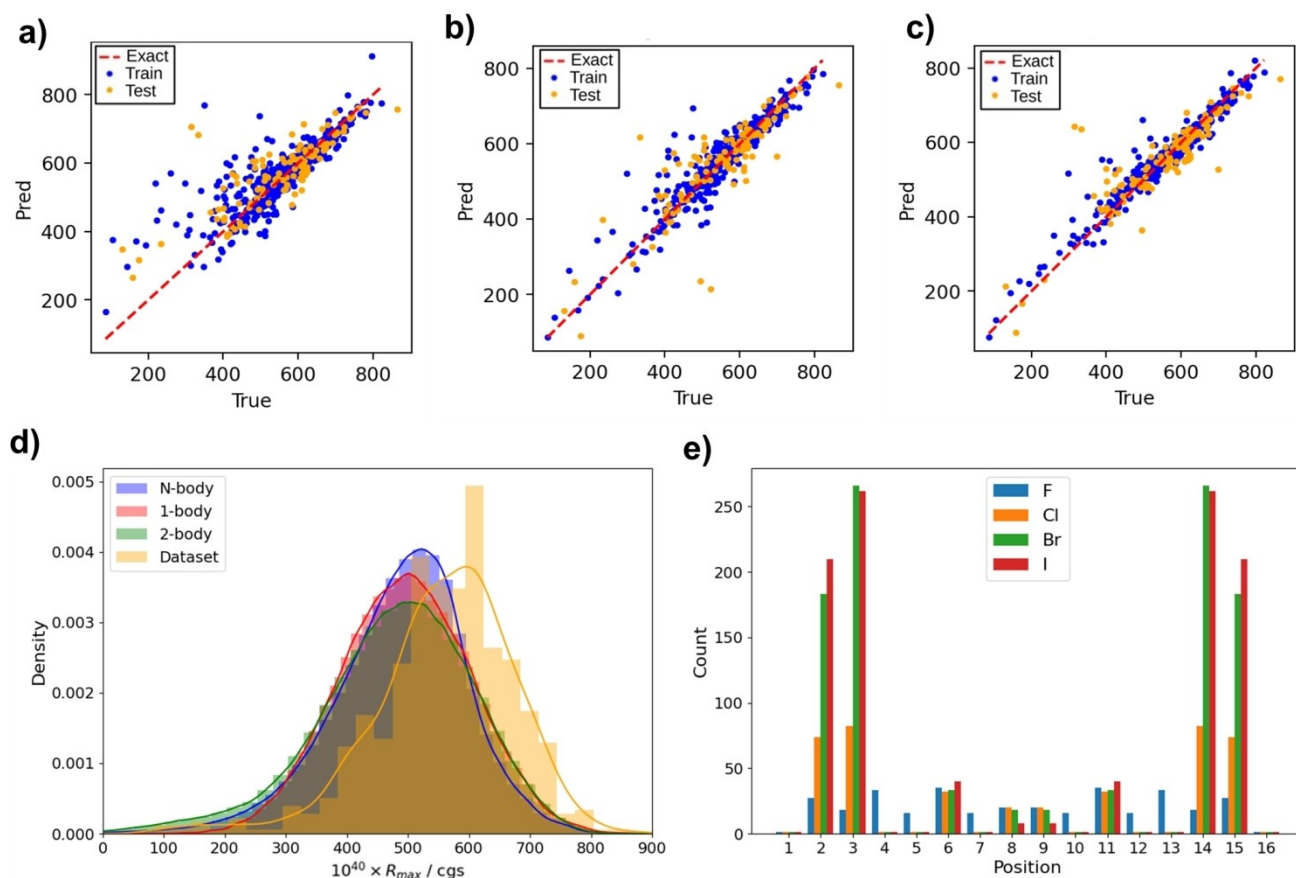 a)
Exact
Train
Test
800
600
400
200
Pred
200 400 600 800
True
b)
Exact
Train
Test
800
600
400
200
Pred
200 400 600 800
True
c)
Exact
Train
Test
800
600
400
200
Pred
200 400 600 800
True
d)
N-body
1-body
2-body
Dataset
0.005
0.004
0.003
0.002
0.001
0.000
Density
0 100 200 300 400 500 600 700 800 900
10^40 × R_max / cgs
e)
F
Cl
Br
I
250
200
150
100
50
0
Count
1 2 3 4 5 6 7 8 9 10 11 12 13 14 15 16
Position